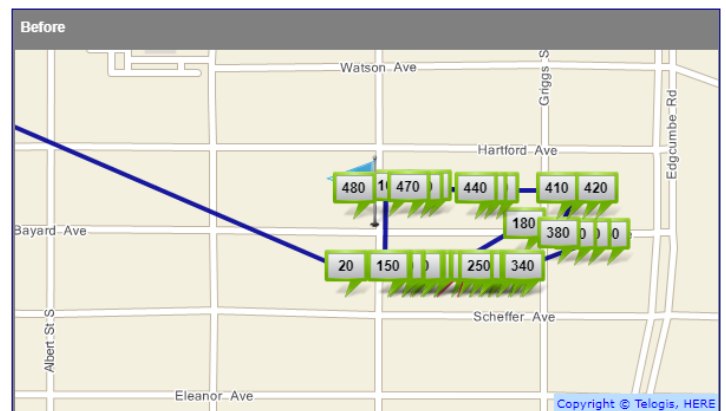 Before
Watson Ave
Griggs S
Edgcumbe Rd
Hartford Ave
480
470
440
410
420
180
380
Bayard Ave
20
150
250
340
Scheffer Ave
Albert St S
Eleanor Ave
Copyright © Telogis, HERE